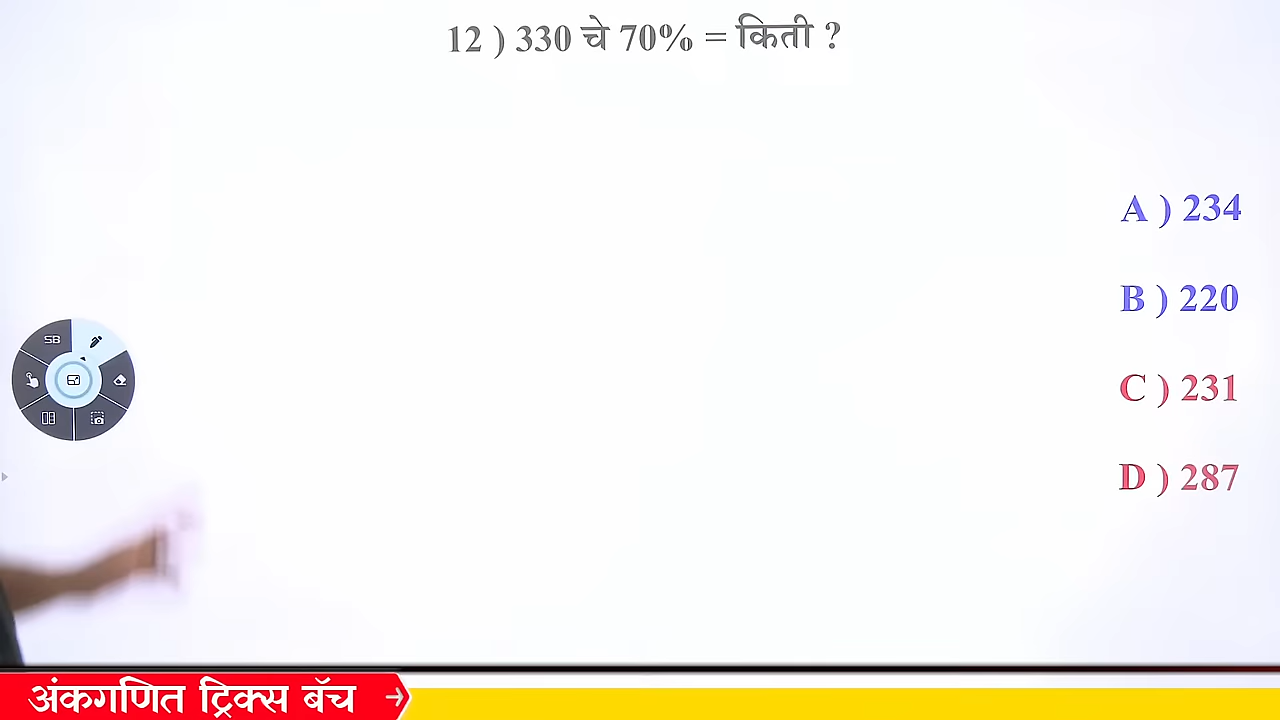 12 ) 330 चे 70% = किती ?
A ) 234
B ) 220
C ) 231
D ) 287
SB
अंकगणित ट्रिक्स बॅच